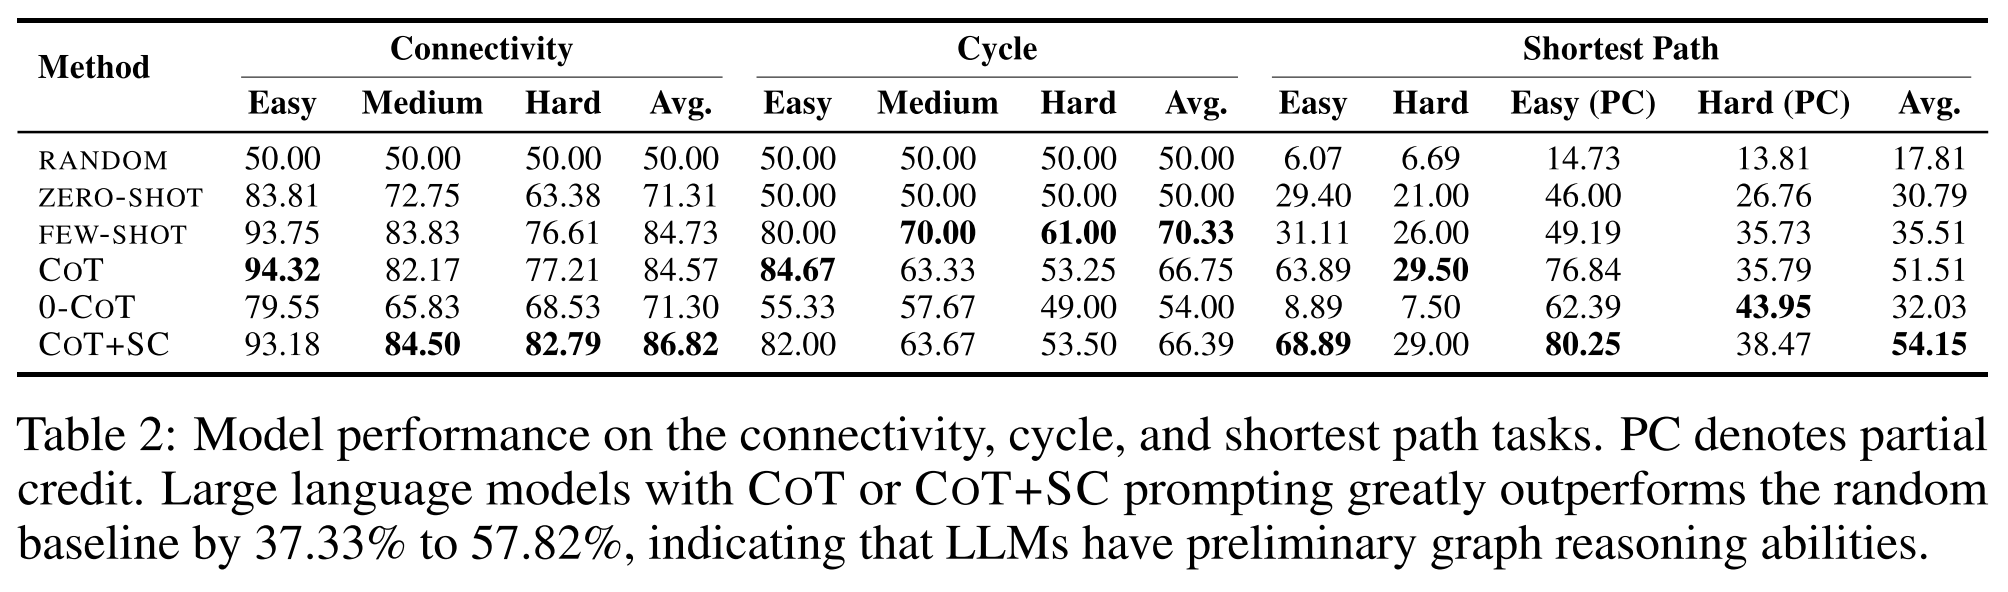 Method Connectivity Cycle Shortest Path
Easy Medium Hard Avg. Easy Medium Hard Avg. Easy Hard Easy (PC) Hard (PC) Avg.
RANDOM 50.00 50.00 50.00 50.00 50.00 50.00 50.00 50.00 6.07 6.69 14.73 13.81 17.81
ZERO-SHOT 83.81 72.75 63.38 71.31 50.00 50.00 50.00 50.00 29.40 21.00 46.00 26.76 30.79
FEW-SHOT 93.75 83.83 76.61 84.73 80.00 70.00 61.00 70.33 31.11 26.00 49.19 35.73 35.51
COT 94.32 82.17 77.21 84.57 84.67 63.33 53.25 66.75 63.89 29.50 76.84 35.79 51.51
0-COT 79.55 65.83 68.53 71.30 55.33 57.67 49.00 54.00 8.89 7.50 62.39 43.95 32.03
COT+SC 93.18 84.50 82.79 86.82 82.00 63.67 53.50 66.39 68.89 29.00 80.25 38.47 54.15
Table 2: Model performance on the connectivity, cycle, and shortest path tasks. PC denotes partial
credit. Large language models with COT or COT+SC prompting greatly outperforms the random
baseline by 37.33% to 57.82%, indicating that LLMs have preliminary graph reasoning abilities.